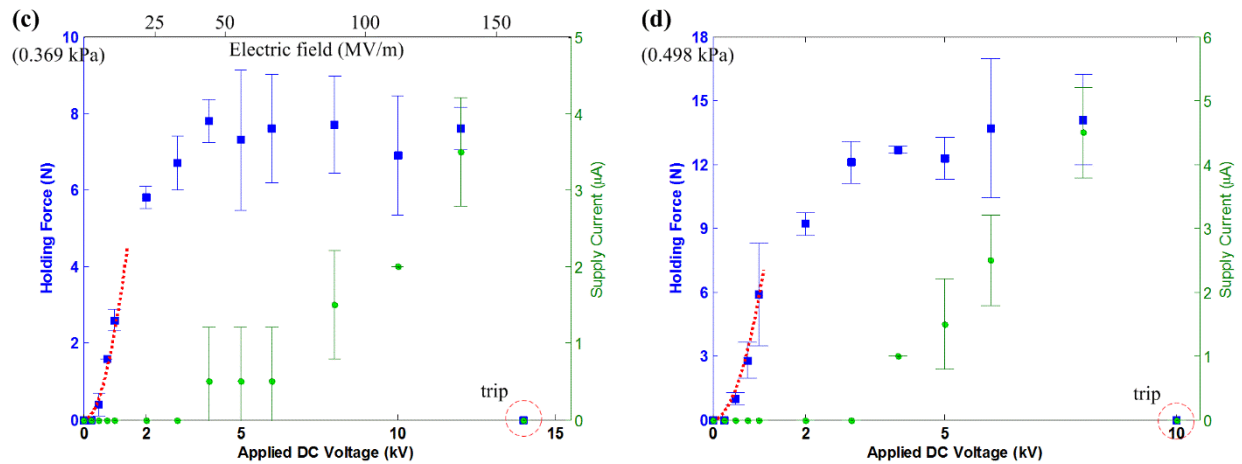 (c)
25 50 100 150
Electric field (MV/m)
(0.369 kPa)
10
8
6
4
2
0
Holding Force (N)
5
4
3
2
1
0
Supply Current (μA)
trip
0 2 5 10 15
Applied DC Voltage (kV)
(d)
(0.498 kPa)
18
15
12
9
6
3
0
Holding Force (N)
6
5
4
3
2
1
0
Supply Current (μA)
trip
0 2 5 10
Applied DC Voltage (kV)